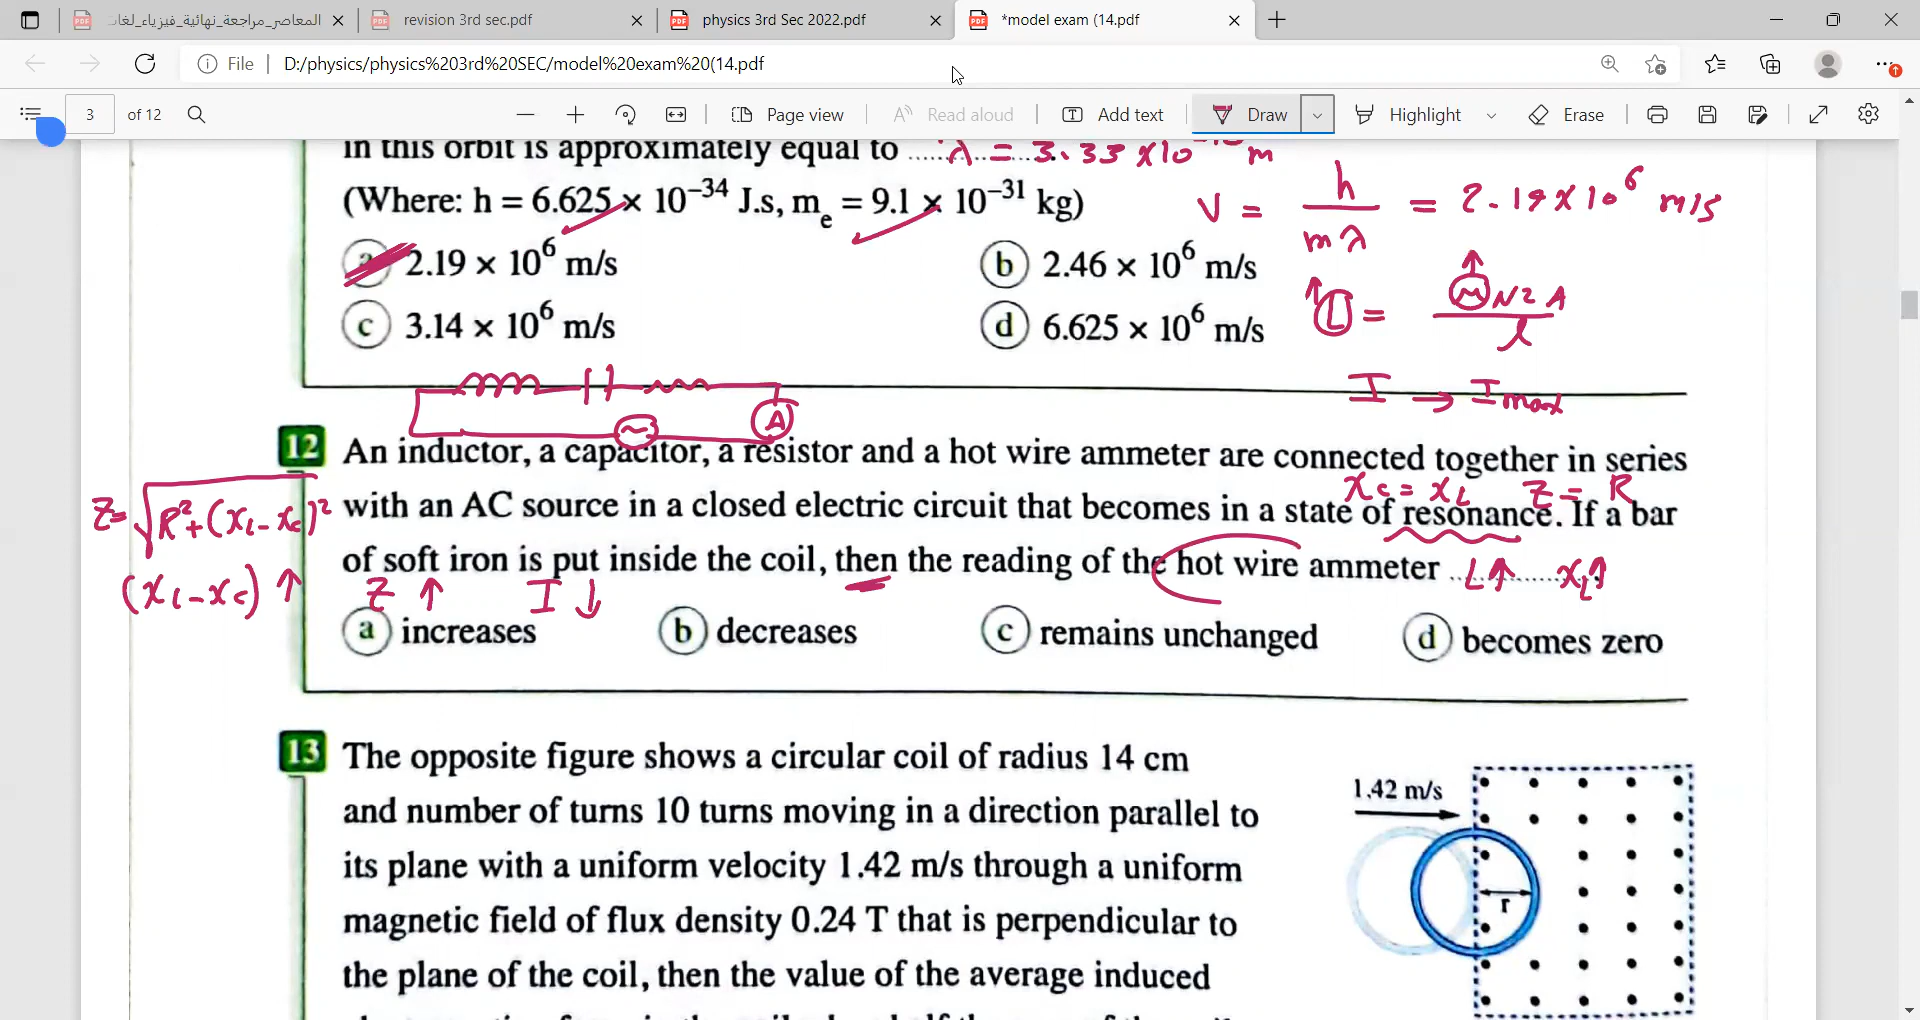 المعاصر_مراجعة_نهائية_فيزياء_لغات
revision 3rd sec.pdf
physics 3rd Sec 2022.pdf
*model exam (14.pdf
File
D:/physics/physics%203rd%20SEC/model%20exam%20(14.pdf
3 of 12
Page view
Read aloud
Add text
Draw
Highlight
Erase
in this orbit is approximately equal to ........... λ = 3.33 × 10 m
(Where: h = 6.625 × 10⁻³⁴ J.s, mₑ = 9.1 × 10⁻³¹ kg)
V = h / mλ = 2.19 × 10⁶ m/s
a 2.19 × 10⁶ m/s
b 2.46 × 10⁶ m/s
c 3.14 × 10⁶ m/s
d 6.625 × 10⁶ m/s
↑ L = M ↑ N² A / l
I → I max
A
12 An inductor, a capacitor, a resistor and a hot wire ammeter are connected together in series
Xc = XL Z = R
with an AC source in a closed electric circuit that becomes in a state of resonance. If a bar
Z = √R² + (XL - Xc)²
of soft iron is put inside the coil, then the reading of the hot wire ammeter ........... L↑ XL↑
(XL - Xc) ↑ Z ↑ I ↓
a increases
b decreases
c remains unchanged
d becomes zero
13 The opposite figure shows a circular coil of radius 14 cm
and number of turns 10 turns moving in a direction parallel to
its plane with a uniform velocity 1.42 m/s through a uniform
magnetic field of flux density 0.24 T that is perpendicular to
the plane of the coil, then the value of the average induced
1.42 m/s
r